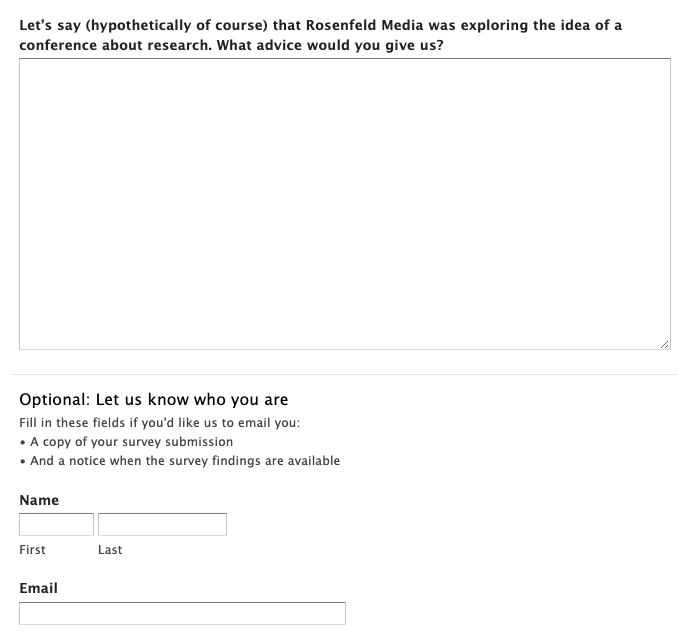 Let’s say (hypothetically of course) that Rosenfeld Media was exploring the idea of a
conference about research. What advice would you give us?
Optional: Let us know who you are
Fill in these fields if you'd like us to email you:
• A copy of your survey submission
• And a notice when the survey findings are available
Name
First Last
Email